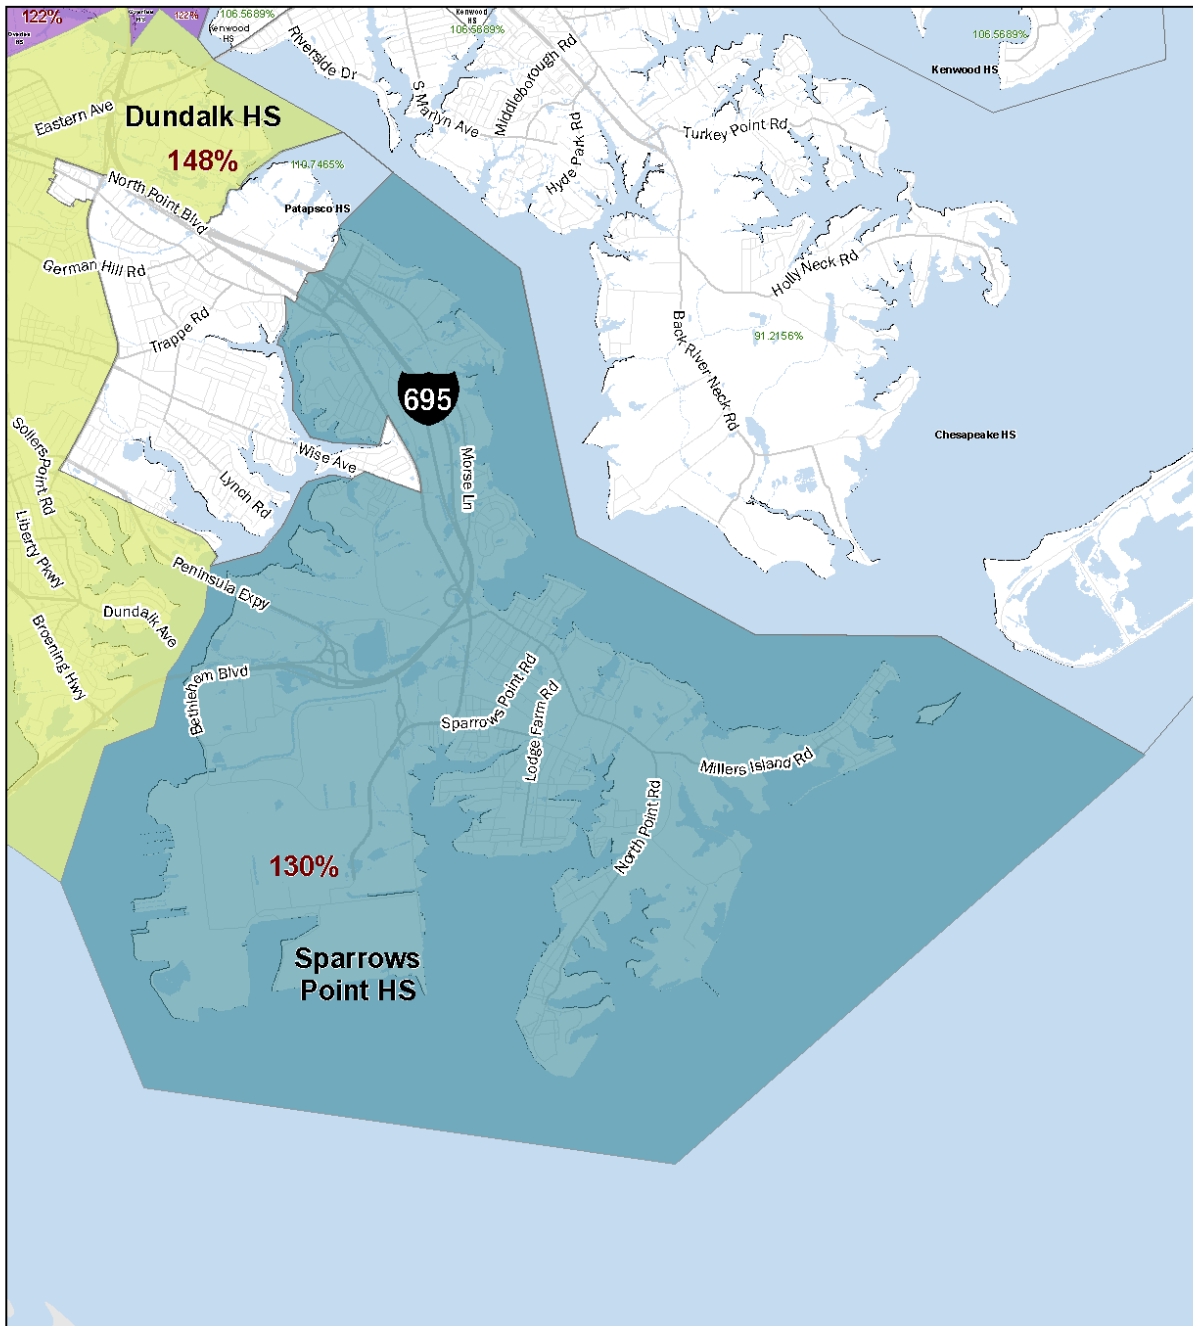 122%
122%
106.5689%
Kenwood
HS
Kenwood
HS
106.5689%
106.5689%
Kenwood HS
Riverside Dr
S Marlyn Ave
Middleborough Rd
Hyde Park Rd
Turkey Point Rd
Eastern Ave
Dundalk HS
148%
110.7465%
Patapsco HS
North Point Blvd
German Hill Rd
Trappe Rd
Holly Neck Rd
Back River Neck Rd
91.2156%
695
Chesapeake HS
Wise Ave
Morse Ln
Lynch Rd
Sollers Point Rd
Liberty Pkwy
Peninsula Expy
Dundalk Ave
Broening Hwy
Bethlehem Blvd
Sparrows Point Rd
Lodge Farm Rd
Millers Island Rd
North Point Rd
130%
Sparrows
Point HS